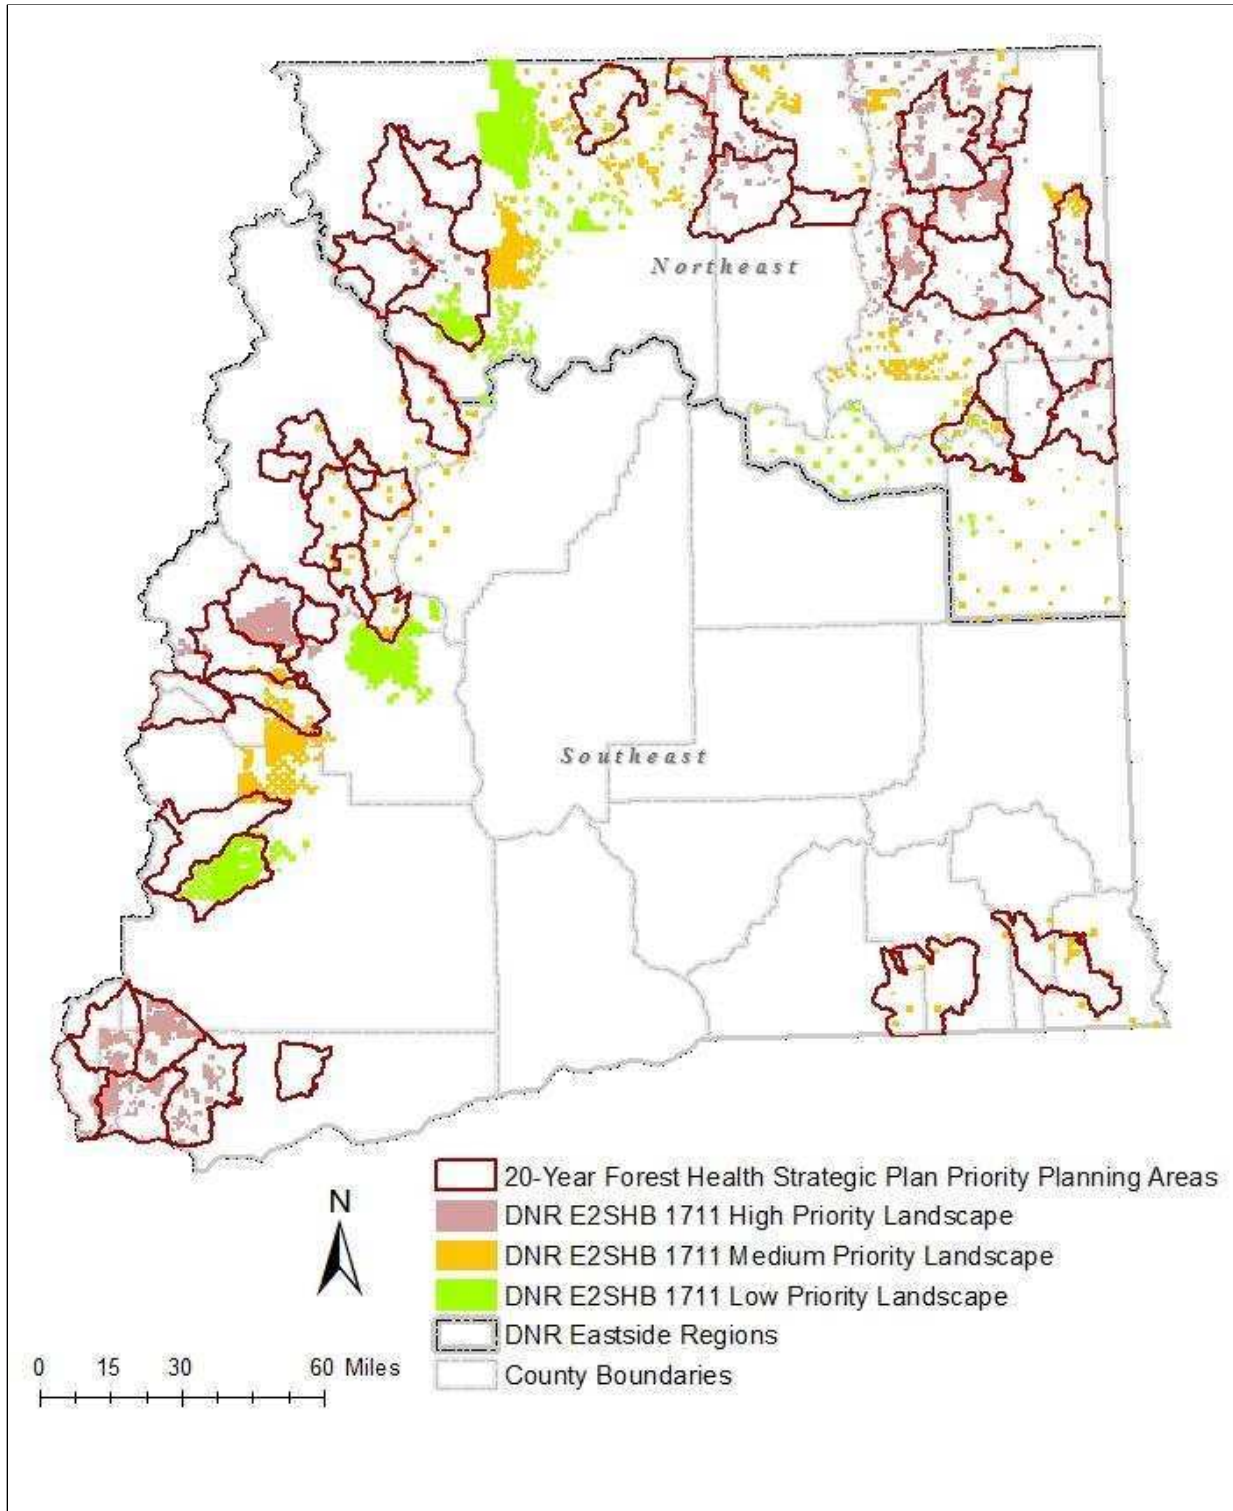 Northeast
Southeast
N
20-Year Forest Health Strategic Plan Priority Planning Areas
DNR E2SHB 1711 High Priority Landscape
DNR E2SHB 1711 Medium Priority Landscape
DNR E2SHB 1711 Low Priority Landscape
DNR Eastside Regions
County Boundaries
0 15 30 60 Miles